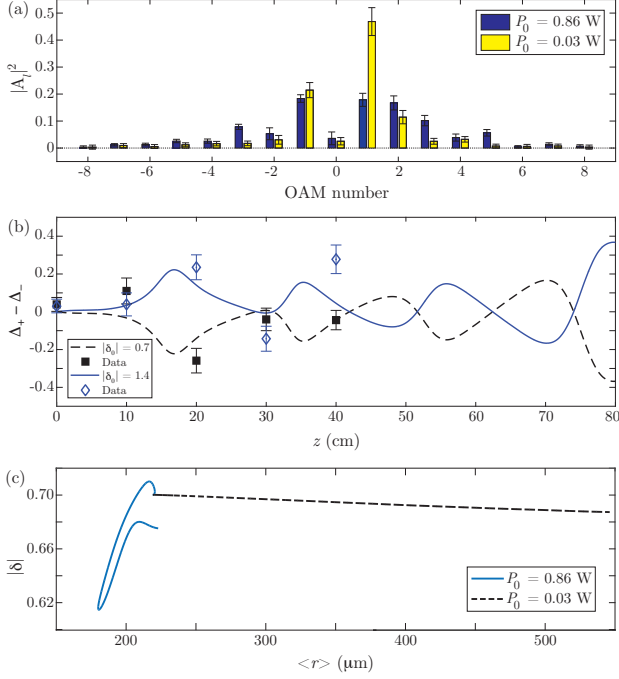 (a)
0.5
0.4
0.3
0.2
0.1
0
|A_l|^2
P_0 = 0.86 W
P_0 = 0.03 W
-8 -6 -4 -2 0 2 4 6 8
OAM number
(b)
0.4
0.2
0
-0.2
-0.4
Δ_+ − Δ_−
|δ_0| = 0.7
Data
|δ_0| = 1.4
Data
0 10 20 30 40 50 60 70 80
z (cm)
(c)
0.70
0.66
0.62
|δ|
P_0 = 0.86 W
P_0 = 0.03 W
200 300 400 500
<r> (μm)